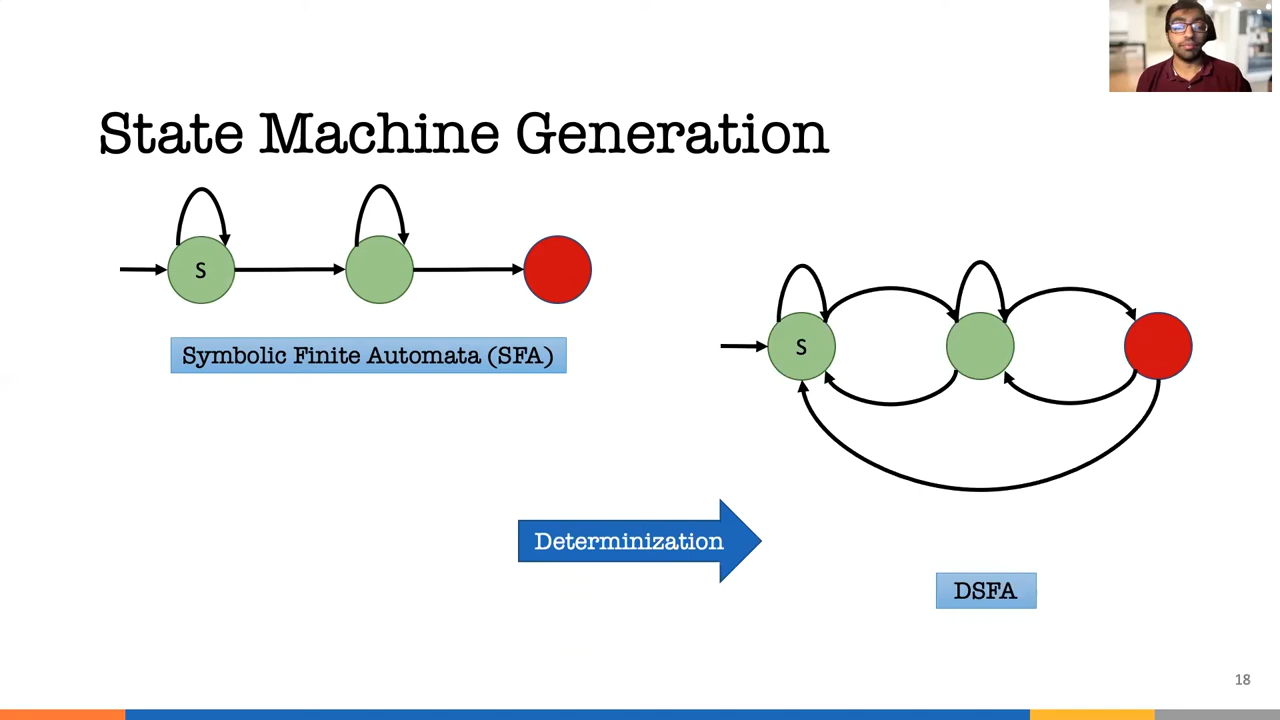 State Machine Generation
S
Symbolic Finite Automata (SFA)
S
Determinization
DSFA
18